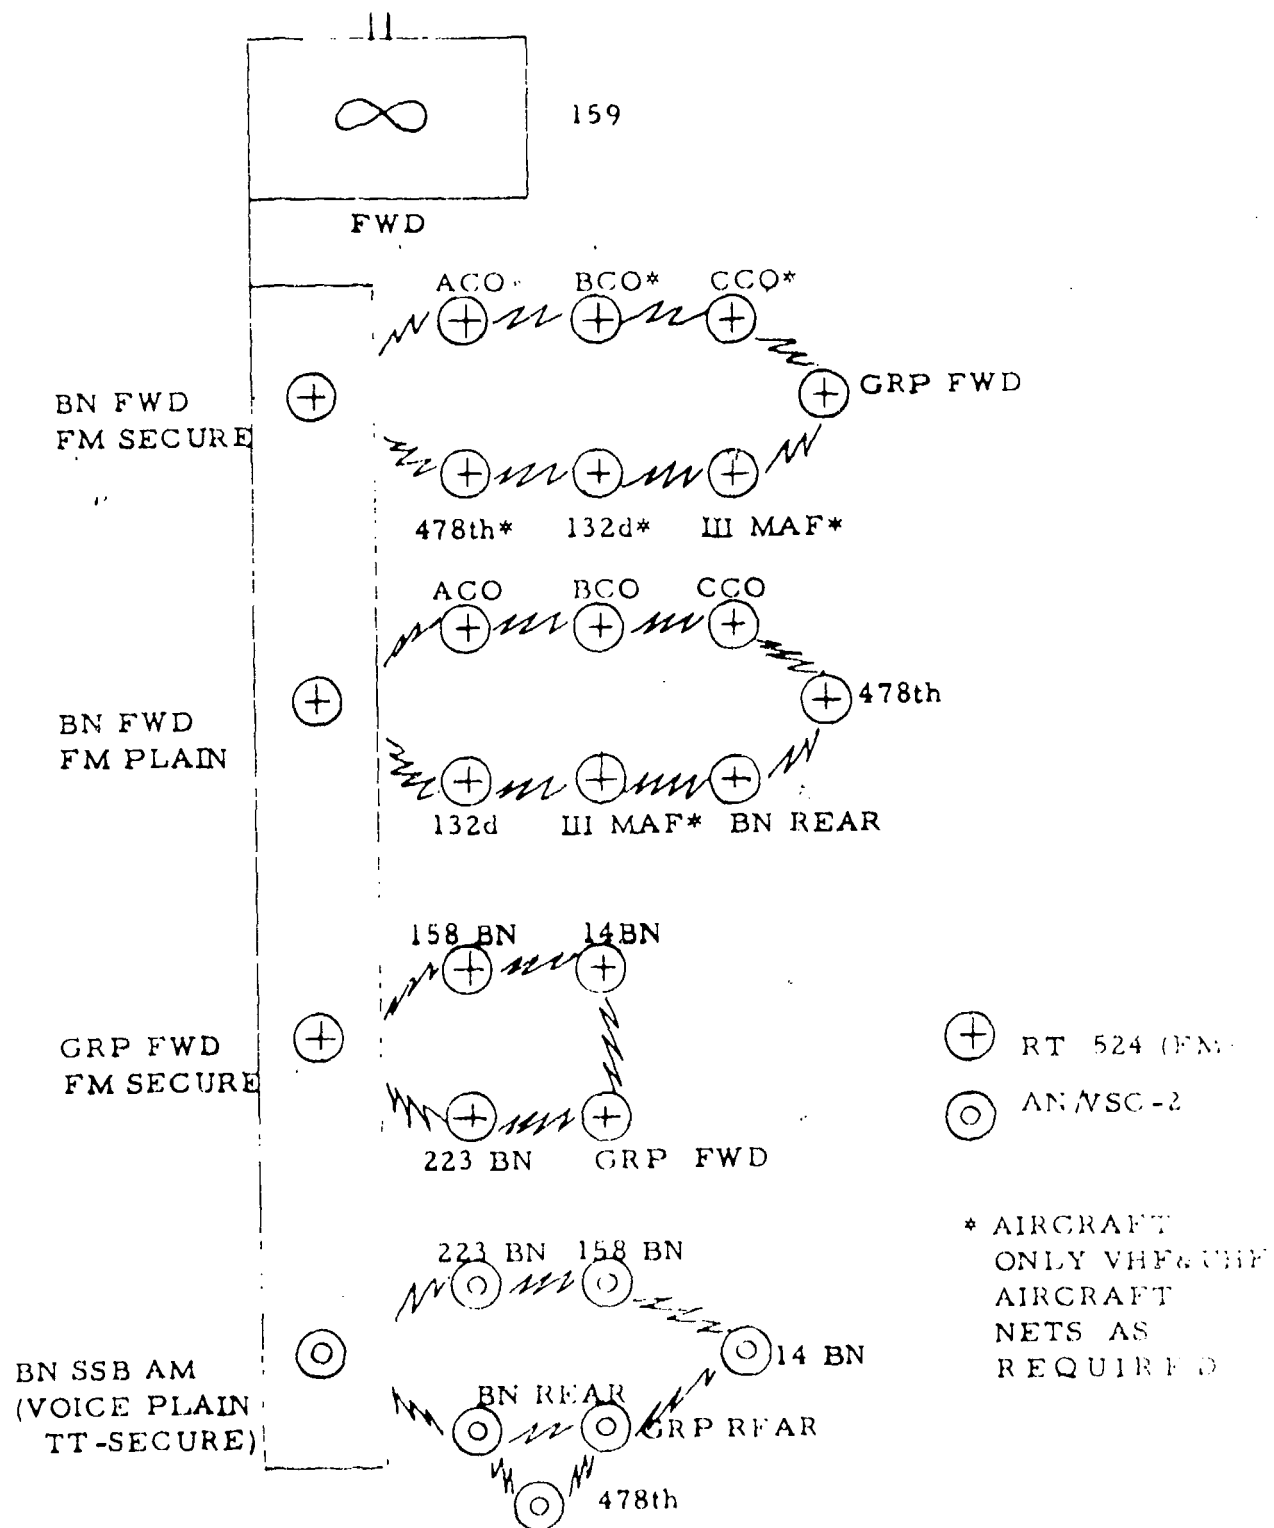 159
FWD
ACO BCO* CCO*
BN FWD
FM SECURE
GRP FWD
478th* 132d* III MAF*
ACO BCO CCO
BN FWD
FM PLAIN
478th
132d III MAF* BN REAR
158 BN 14BN
GRP FWD
FM SECURE
223 BN GRP FWD
RT 524 (FM
AN/VSC-2
* AIRCRAFT
ONLY VHF & UHF
AIRCRAFT
NETS AS
REQUIRED
223 BN 158 BN
14 BN
BN SSB AM
(VOICE PLAIN
TT-SECURE)
BN REAR
GRP REAR
478th